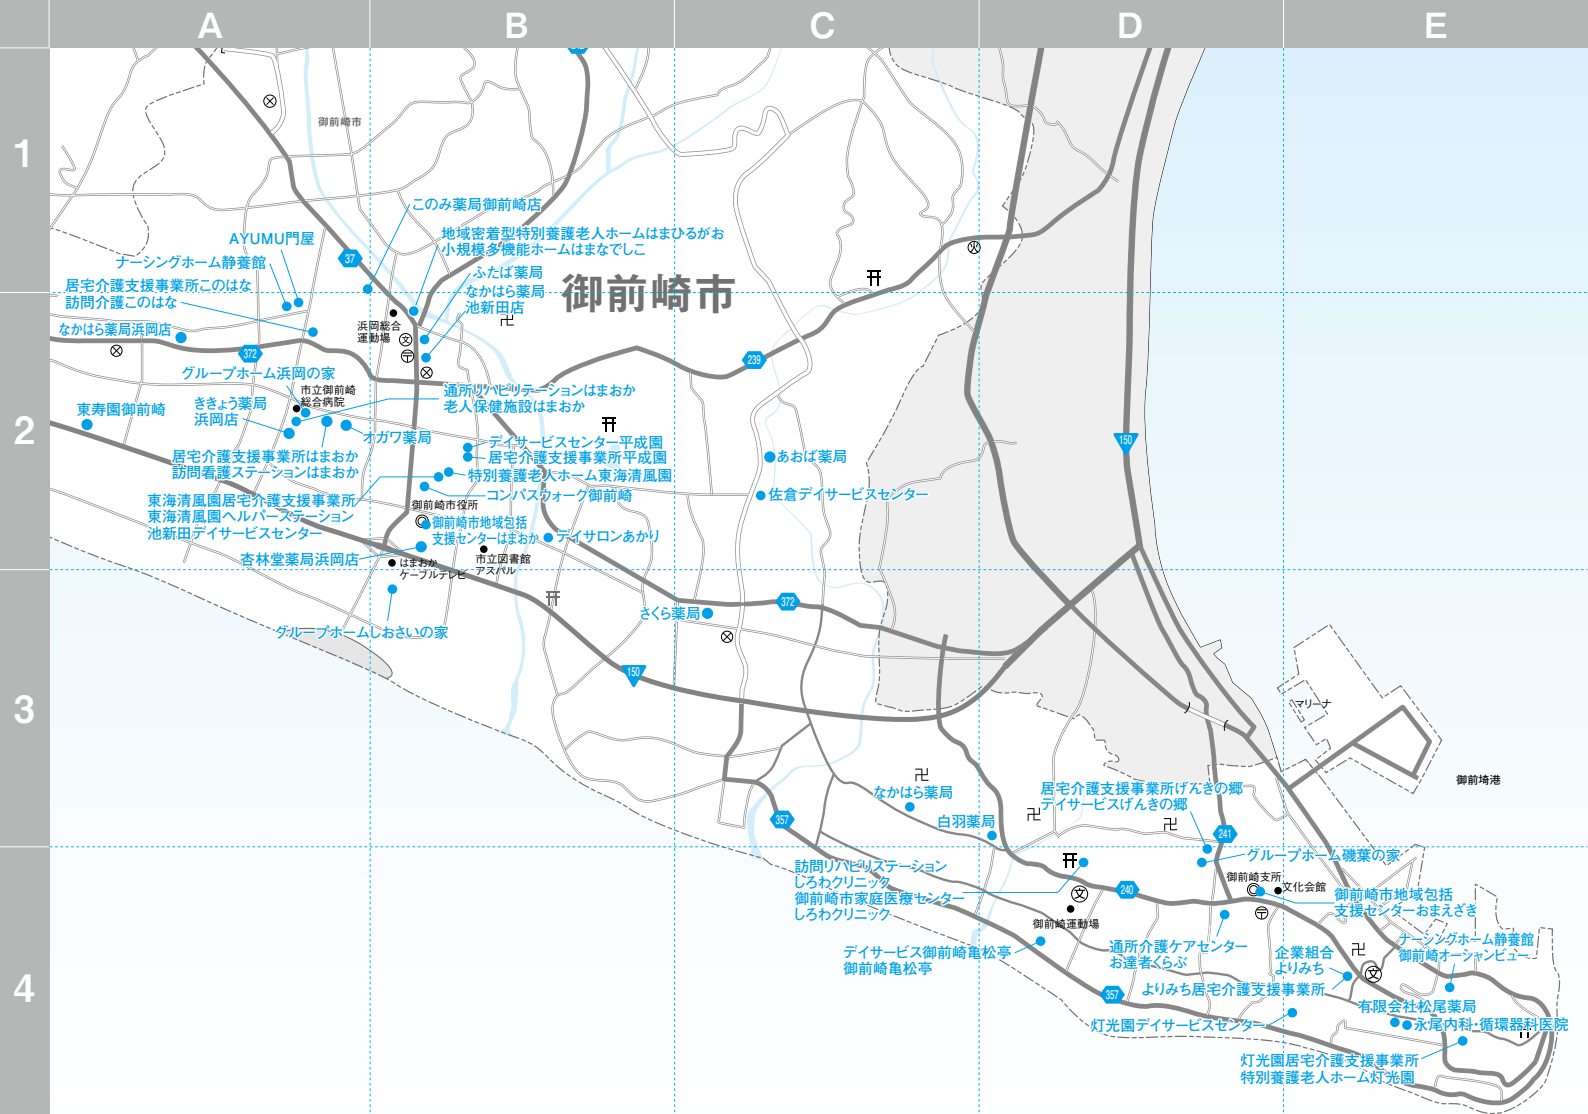 A
B
C
D
E
1
御前崎市
このみ薬局御前崎店
地域密着型特別養護老人ホームはまひるがお
小規模多機能ホームはまなでしこ
AYUMU門屋
ナーシングホーム静養館
37
居宅介護支援事業所このはな
訪問介護このはな
ふたば薬局
なかはら薬局
池新田店
御前崎市
火
2
なかはら薬局浜岡店
浜岡総合
運動場
文
372
239
グループホーム浜岡の家
市立御前崎
総合病院
通所リハビリテーションはまおか
老人保健施設はまおか
東寿園御前崎
ききょう薬局
浜岡店
オガワ薬局
150
デイサービスセンター平成園
居宅介護支援事業所平成園
居宅介護支援事業所はまおか
訪問看護ステーションはまおか
特別養護老人ホーム東海清風園
コンパスウォーク御前崎
あおば薬局
佐倉デイサービスセンター
東海清風園居宅介護支援事業所
東海清風園ヘルパーステーション
池新田デイサービスセンター
御前崎市役所
御前崎市地域包括
支援センターはまおか
デイサロンあかり
杏林堂薬局浜岡店
市立図書館
アスパル
はまおか
ケーブルテレビ
3
グループホームしおさいの家
さくら薬局
372
150
マリーナ
御前埼港
なかはら薬局
白羽薬局
357
居宅介護支援事業所げんきの郷
デイサービスげんきの郷
241
4
グループホーム磯葉の家
訪問リハビリステーション
しろわクリニック
御前崎市家庭医療センター
しろわクリニック
文
240
御前崎支所
文化会館
御前崎市地域包括
支援センターおまえざき
御前崎運動場
デイサービス御前崎亀松亭
御前崎亀松亭
通所介護ケアセンター
お達者くらぶ
企業組合
よりみち
よりみち居宅介護支援事業所
文
ナーシングホーム静養館
御前崎オーシャンビュー
357
灯光園デイサービスセンター
有限会社松尾薬局
永尾内科・循環器科医院
灯光園居宅介護支援事業所
特別養護老人ホーム灯光園